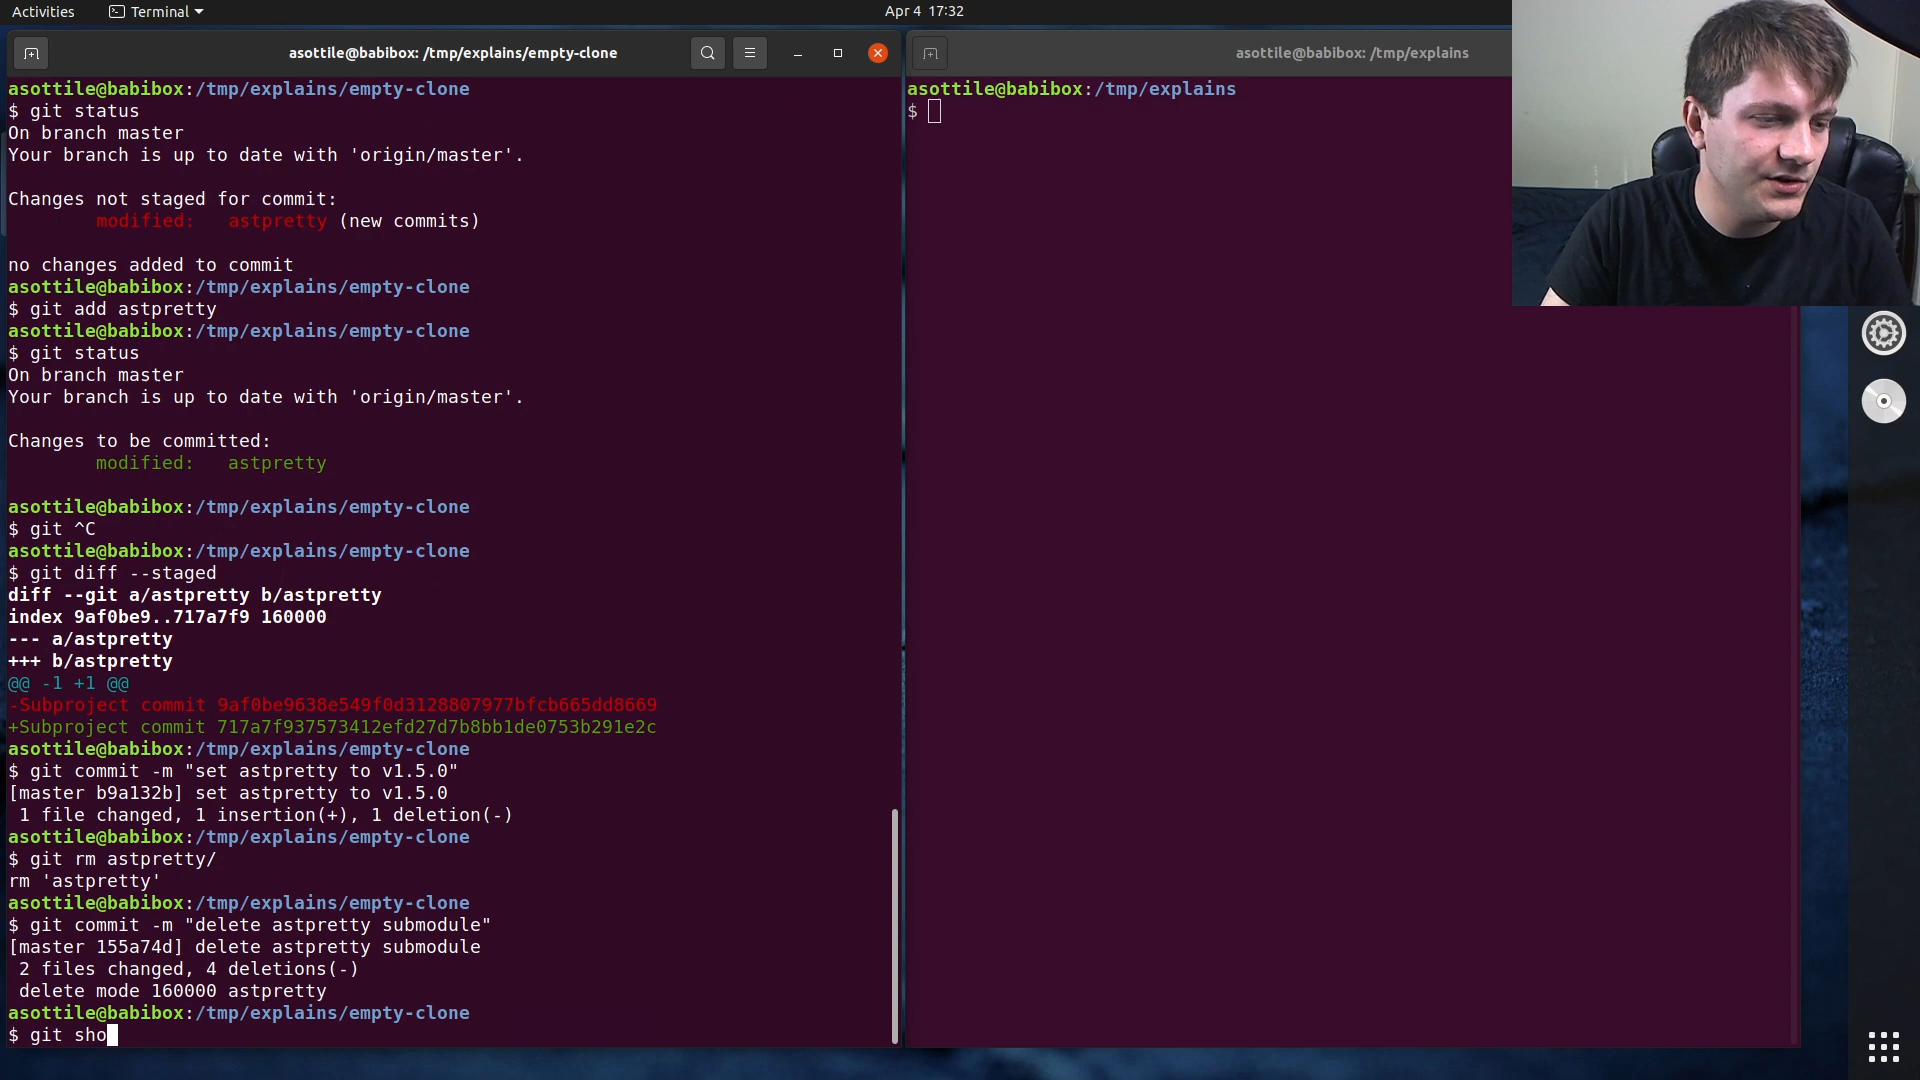 Activities
Terminal
Apr 4 17:32
asottile@babibox: /tmp/explains/empty-clone
asottile@babibox:/tmp/explains/empty-clone
$ git status
On branch master
Your branch is up to date with 'origin/master'.
Changes not staged for commit:
modified: astpretty (new commits)
no changes added to commit
asottile@babibox:/tmp/explains/empty-clone
$ git add astpretty
asottile@babibox:/tmp/explains/empty-clone
$ git status
On branch master
Your branch is up to date with 'origin/master'.
Changes to be committed:
modified: astpretty
asottile@babibox:/tmp/explains/empty-clone
$ git ^C
asottile@babibox:/tmp/explains/empty-clone
$ git diff --staged
diff --git a/astpretty b/astpretty
index 9af0be9..717a7f9 160000
--- a/astpretty
+++ b/astpretty
@@ -1 +1 @@
-Subproject commit 9af0be9638e549f0d3128807977bfcb665dd8669
+Subproject commit 717a7f937573412efd27d7b8bb1de0753b291e2c
asottile@babibox:/tmp/explains/empty-clone
$ git commit -m "set astpretty to v1.5.0"
[master b9a132b] set astpretty to v1.5.0
1 file changed, 1 insertion(+), 1 deletion(-)
asottile@babibox:/tmp/explains/empty-clone
$ git rm astpretty/
rm 'astpretty'
asottile@babibox:/tmp/explains/empty-clone
$ git commit -m "delete astpretty submodule"
[master 155a74d] delete astpretty submodule
2 files changed, 4 deletions(-)
delete mode 160000 astpretty
asottile@babibox:/tmp/explains/empty-clone
$ git sho
asottile@babibox: /tmp/explains
asottile@babibox:/tmp/explains
$